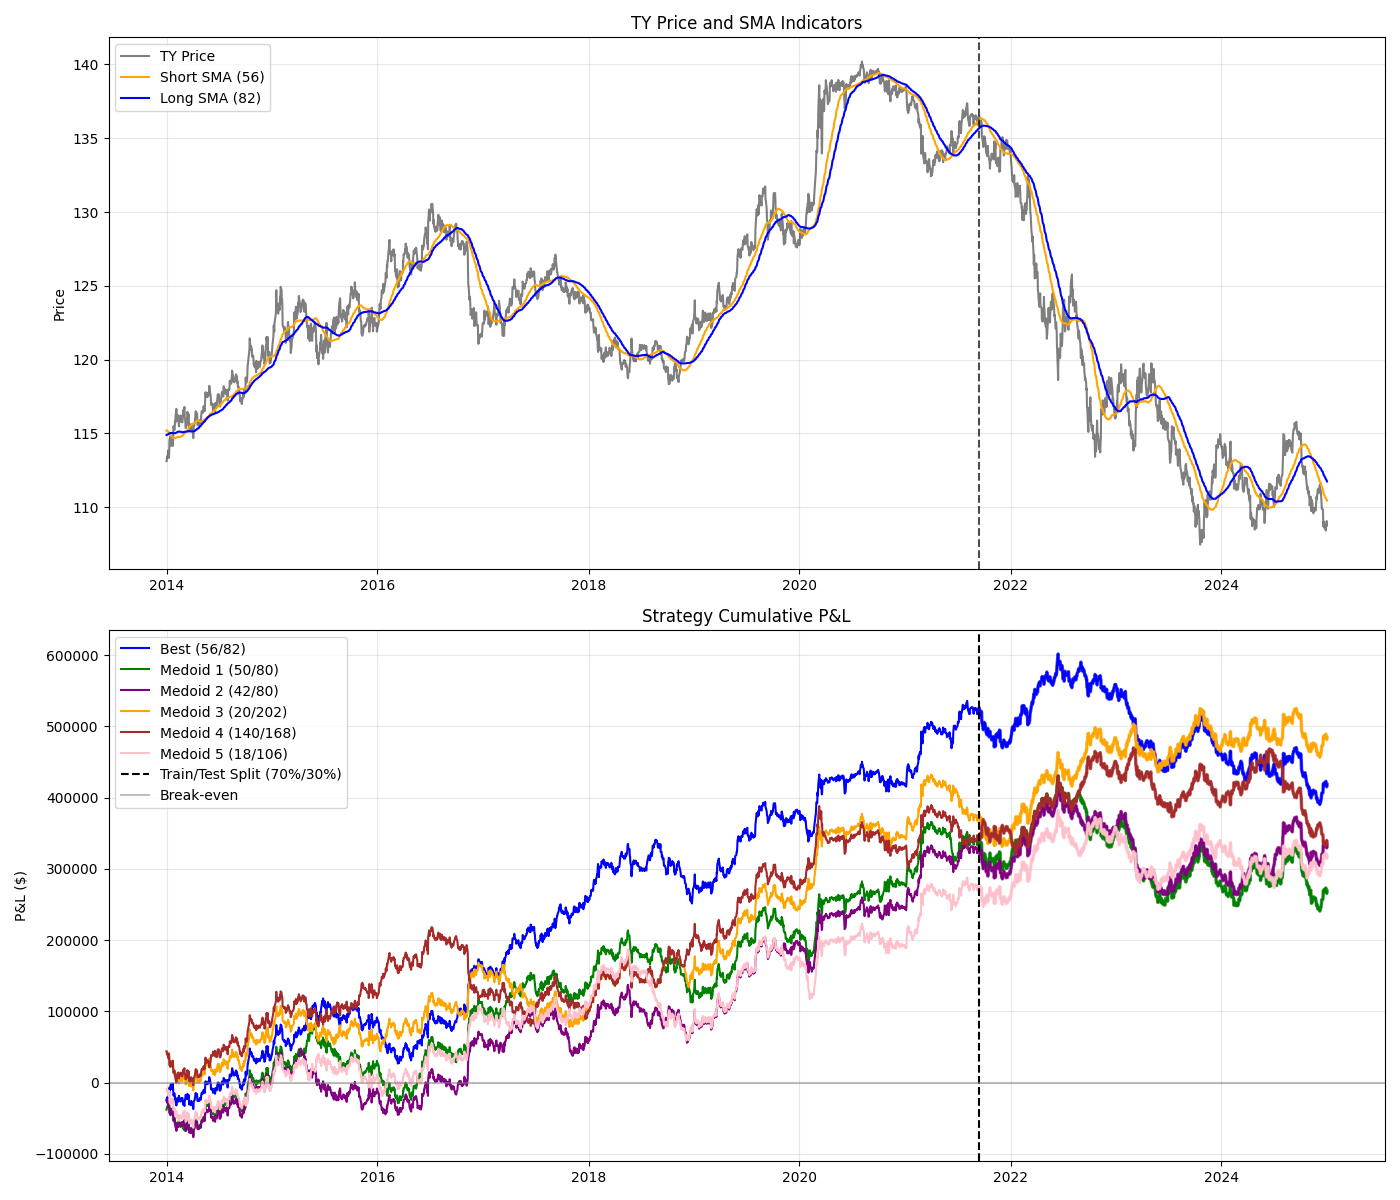 TY Price and SMA Indicators
TY Price
Short SMA (56)
Long SMA (82)
Price
140
135
130
125
120
115
110
2014
2016
2018
2020
2022
2024
Strategy Cumulative P&L
Best (56/82)
Medoid 1 (50/80)
Medoid 2 (42/80)
Medoid 3 (20/202)
Medoid 4 (140/168)
Medoid 5 (18/106)
Train/Test Split (70%/30%)
Break-even
P&L ($)
600000
500000
400000
300000
200000
100000
0
−100000
2014
2016
2018
2020
2022
2024